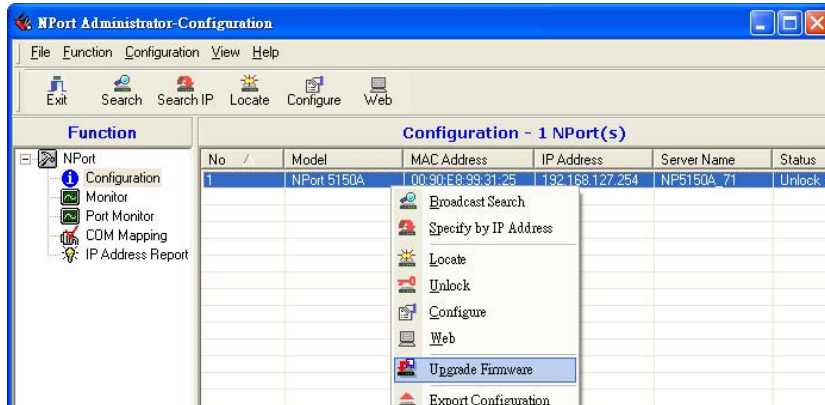 NPort Administrator-Configuration
File Function Configuration View Help
Exit Search Search IP Locate Configure Web
Function
Configuration - 1 NPort(s)
NPort
Configuration
Monitor
Port Monitor
COM Mapping
IP Address Report
No Model MAC Address IP Address Server Name Status
1 NPort 5150A 00:90:E8:99:31:25 192.168.127.254 NP5150A_71 Unlock
Broadcast Search
Specify by IP Address
Locate
Unlock
Configure
Web
Upgrade Firmware
Export Configuration